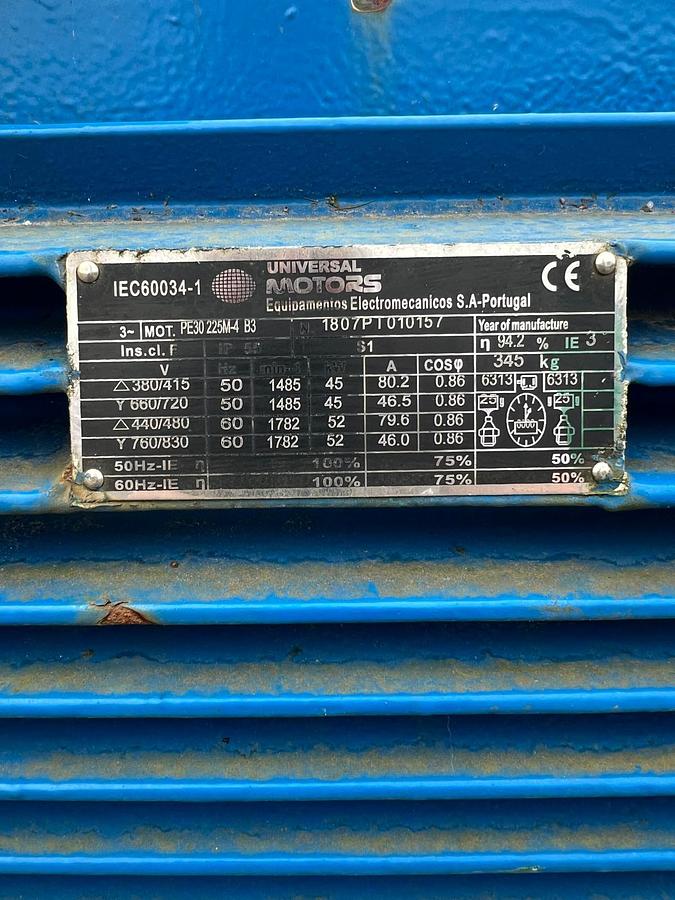 IEC60034-1 UNIVERSAL MOTORS CE
Equipamentos Electromecanicos S.A-Portugal
3~ MOT. PE30 225M-4 B3 N 1807PT010157 Year of manufacture
Ins.cl. F IP 55 S1 η 94.2 % IE 3
V Hz min-1 kW A COSφ 345 kg
△ 380/415 50 1485 45 80.2 0.86 6313 6313
Y 660/720 50 1485 45 46.5 0.86 25 25
△ 440/480 60 1782 52 79.6 0.86
Y 760/830 60 1782 52 46.0 0.86
50Hz-IE η 100% 75% 50%
60Hz-IE η 100% 75% 50%